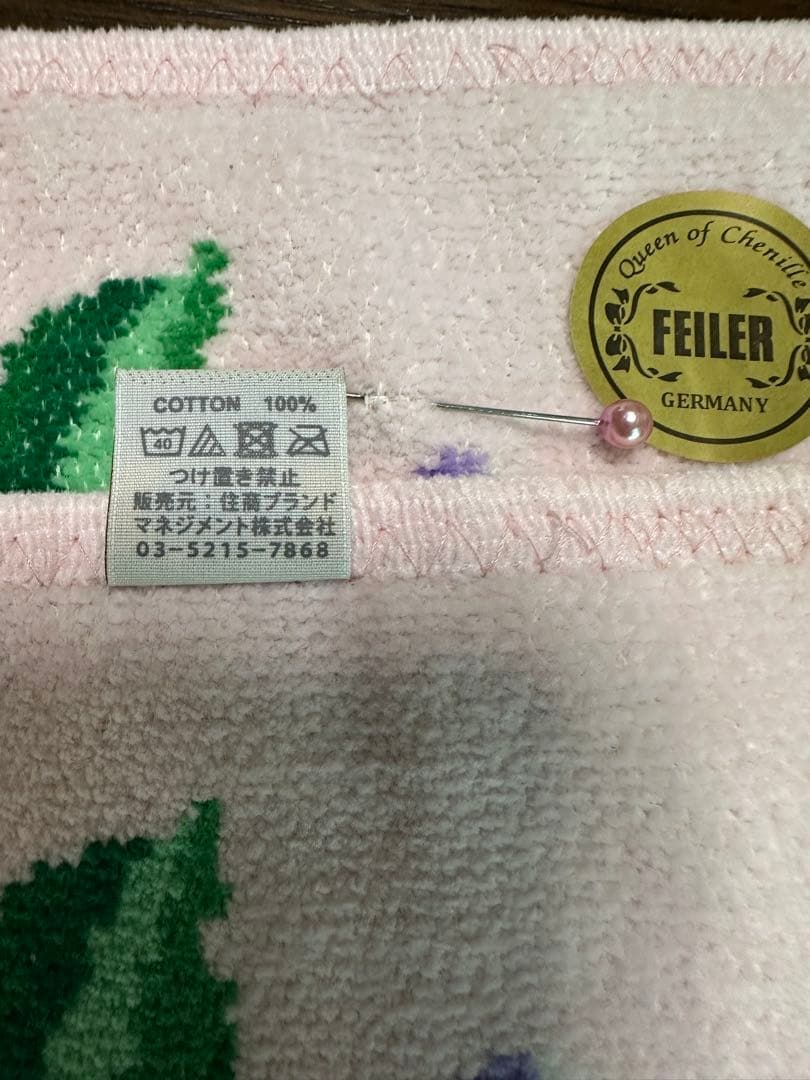 Queen of Chenille
FEILER
GERMANY
COTTON 100%
40
つけ置き禁止
販売元：住商ブランド
マネジメント株式会社
03-5215-7868